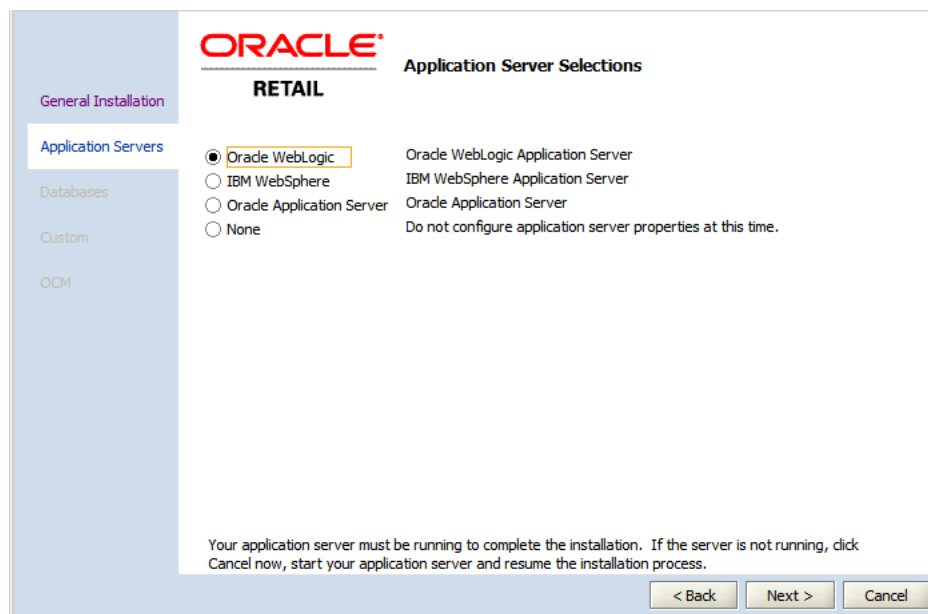 ORACLE®
RETAIL
Application Server Selections
General Installation
Application Servers
Databases
Custom
OCM
Oracle WebLogic Oracle WebLogic Application Server
IBM WebSphere IBM WebSphere Application Server
Oracle Application Server Oracle Application Server
None Do not configure application server properties at this time.
Your application server must be running to complete the installation. If the server is not running, click
Cancel now, start your application server and resume the installation process.
< Back Next > Cancel